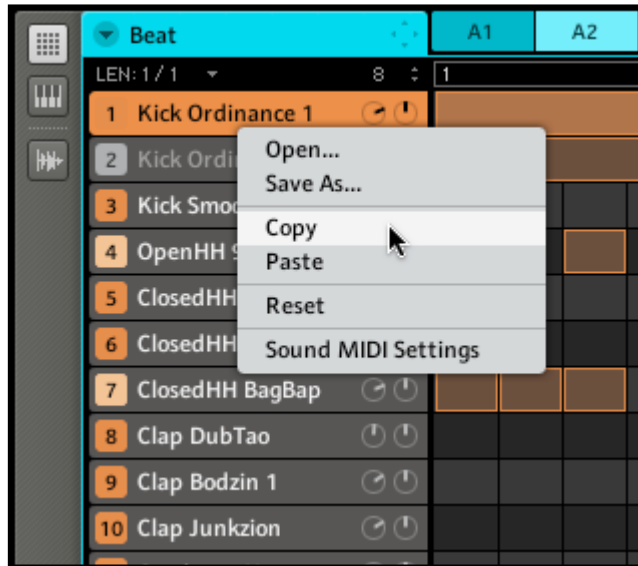 Beat
A1
A2
LEN: 1 / 1
8
1
1 Kick Ordinance 1
2 Kick Ordi
3 Kick Smoo
4 OpenHH 9
5 ClosedHH
6 ClosedHH
7 ClosedHH BagBap
8 Clap DubTao
9 Clap Bodzin 1
10 Clap Junkzion
Open...
Save As...
Copy
Paste
Reset
Sound MIDI Settings